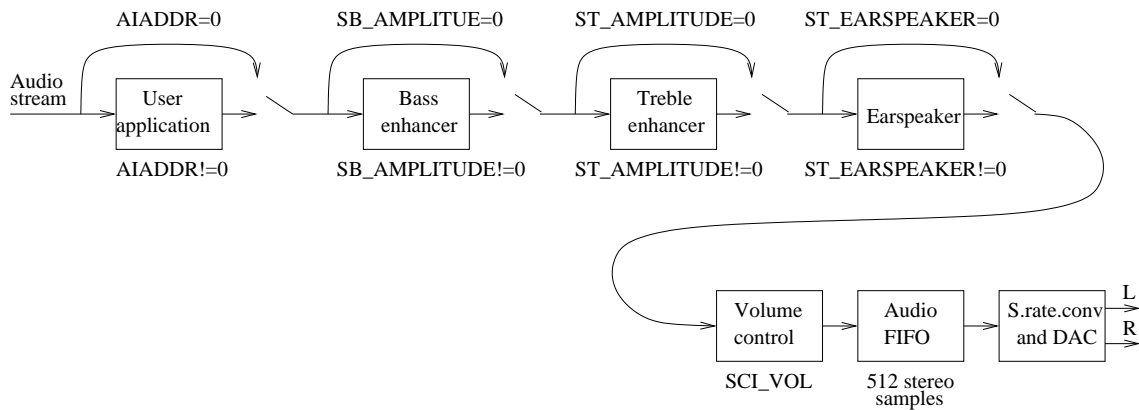 AIADDR=0
SB_AMPLITUE=0
ST_AMPLITUDE=0
ST_EARSPEAKER=0
Audio
stream
User
application
Bass
enhancer
Treble
enhancer
Earspeaker
AIADDR!=0
SB_AMPLITUDE!=0
ST_AMPLITUDE!=0
ST_EARSPEAKER!=0
Volume
control
Audio
FIFO
S.rate.conv
and DAC
L
R
SCI_VOL
512 stereo
samples